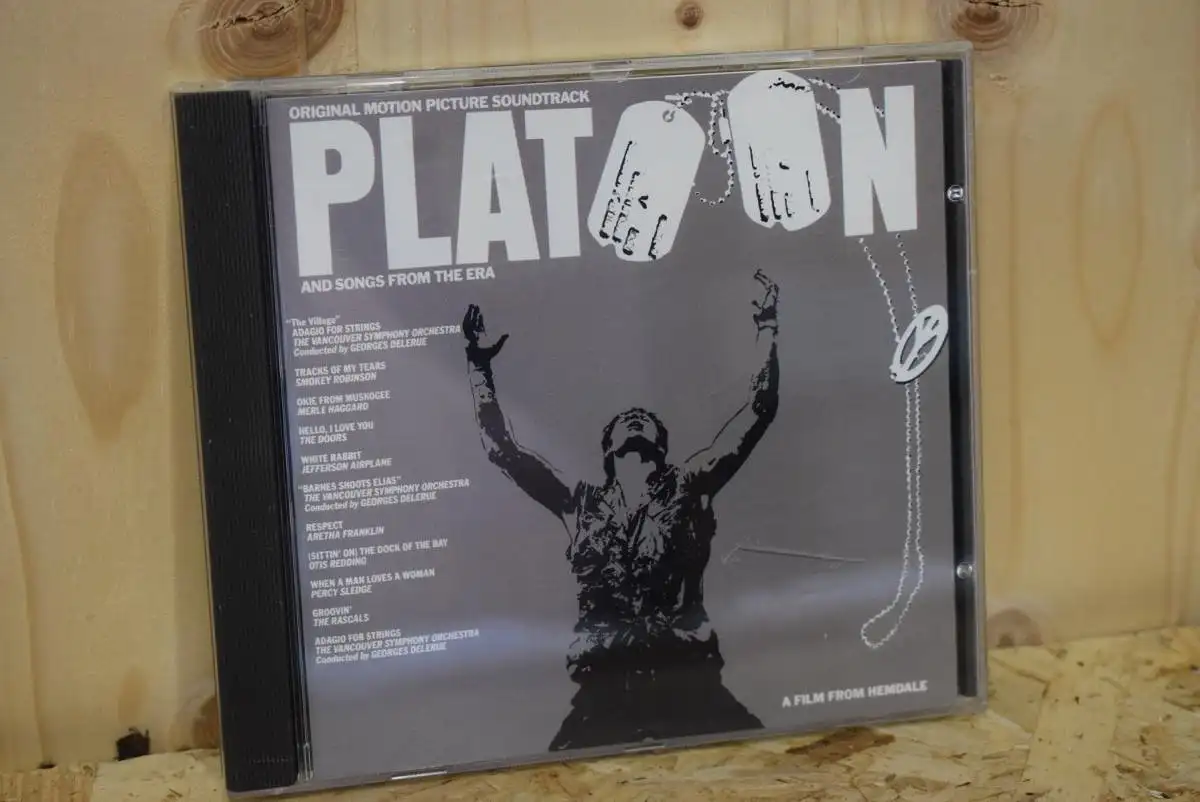 ORIGINAL MOTION PICTURE SOUNDTRACK
PLATOON
AND SONGS FROM THE ERA
"The Village"
ADAGIO FOR STRINGS
THE VANCOUVER SYMPHONY ORCHESTRA
Conducted by GEORGES DELERUE
TRACKS OF MY TEARS
SMOKEY ROBINSON
OKIE FROM MUSKOGEE
MERLE HAGGARD
HELLO, I LOVE YOU
THE DOORS
WHITE RABBIT
JEFFERSON AIRPLANE
"BARNES SHOOTS ELIAS"
THE VANCOUVER SYMPHONY ORCHESTRA
Conducted by GEORGES DELERUE
RESPECT
ARETHA FRANKLIN
(SITTIN' ON) THE DOCK OF THE BAY
OTIS REDDING
WHEN A MAN LOVES A WOMAN
PERCY SLEDGE
GROOVIN'
THE RASCALS
ADAGIO FOR STRINGS
THE VANCOUVER SYMPHONY ORCHESTRA
Conducted by GEORGES DELERUE
A FILM FROM HEMDALE